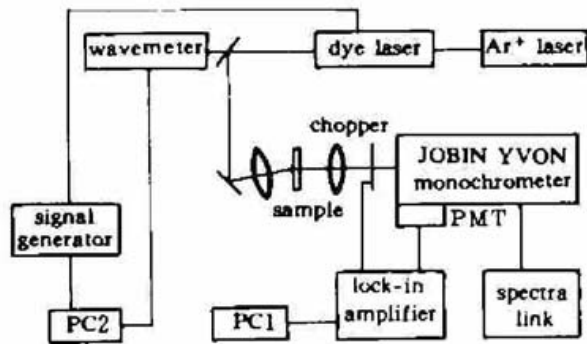 wavemeter
dye laser
Ar⁺ laser
chopper
JOBIN YVON
monochrometer
sample
PMT
signal
generator
lock-in
amplifier
spectra
link
PC2
PC1